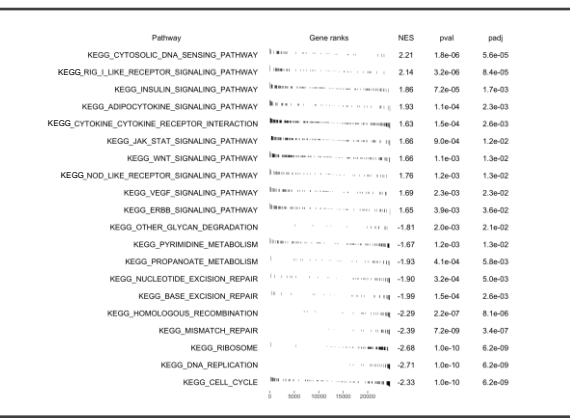 Pathway Gene ranks NES pval padj
KEGG_CYTOSOLIC_DNA_SENSING_PATHWAY 2.21 1.8e-06 5.6e-05
KEGG_RIG_I_LIKE_RECEPTOR_SIGNALING_PATHWAY 2.14 3.2e-06 8.4e-05
KEGG_INSULIN_SIGNALING_PATHWAY 1.86 7.2e-05 1.7e-03
KEGG_ADIPOCYTOKINE_SIGNALING_PATHWAY 1.93 1.1e-04 2.3e-03
KEGG_CYTOKINE_CYTOKINE_RECEPTOR_INTERACTION 1.63 1.5e-04 2.6e-03
KEGG_JAK_STAT_SIGNALING_PATHWAY 1.66 9.0e-04 1.2e-02
KEGG_WNT_SIGNALING_PATHWAY 1.66 1.1e-03 1.3e-02
KEGG_NOD_LIKE_RECEPTOR_SIGNALING_PATHWAY 1.76 1.2e-03 1.3e-02
KEGG_VEGF_SIGNALING_PATHWAY 1.69 2.3e-03 2.3e-02
KEGG_ERBB_SIGNALING_PATHWAY 1.65 3.9e-03 3.6e-02
KEGG_OTHER_GLYCAN_DEGRADATION -1.81 2.0e-03 2.1e-02
KEGG_PYRIMIDINE_METABOLISM -1.67 1.2e-03 1.3e-02
KEGG_PROPANOATE_METABOLISM -1.93 4.1e-04 5.8e-03
KEGG_NUCLEOTIDE_EXCISION_REPAIR -1.90 3.2e-04 5.0e-03
KEGG_BASE_EXCISION_REPAIR -1.99 1.5e-04 2.6e-03
KEGG_HOMOLOGOUS_RECOMBINATION -2.29 2.2e-07 8.1e-06
KEGG_MISMATCH_REPAIR -2.39 7.2e-09 3.4e-07
KEGG_RIBOSOME -2.68 1.0e-10 6.2e-09
KEGG_DNA_REPLICATION -2.71 1.0e-10 6.2e-09
KEGG_CELL_CYCLE -2.33 1.0e-10 6.2e-09
0 5000 10000 15000 20000